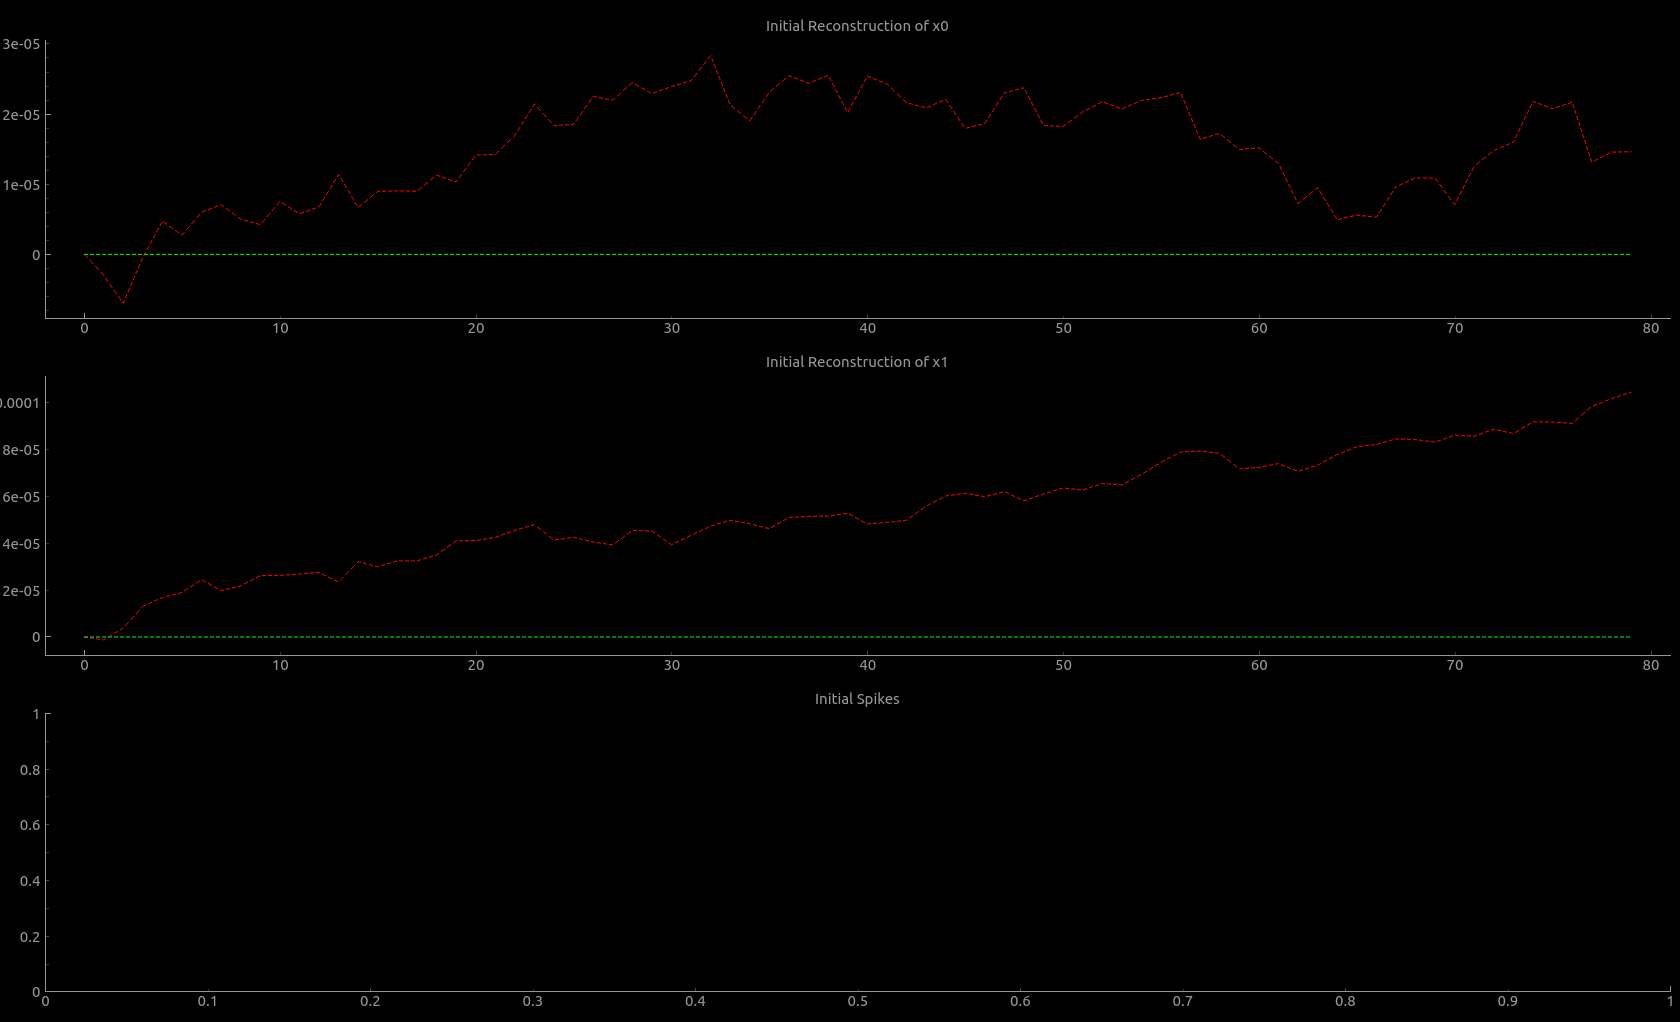 Initial Reconstruction of x0
3e-05
2e-05
1e-05
0
0 10 20 30 40 50 60 70 80
Initial Reconstruction of x1
0.0001
8e-05
6e-05
4e-05
2e-05
0
0 10 20 30 40 50 60 70 80
Initial Spikes
1
0.8
0.6
0.4
0.2
0
0 0.1 0.2 0.3 0.4 0.5 0.6 0.7 0.8 0.9 1